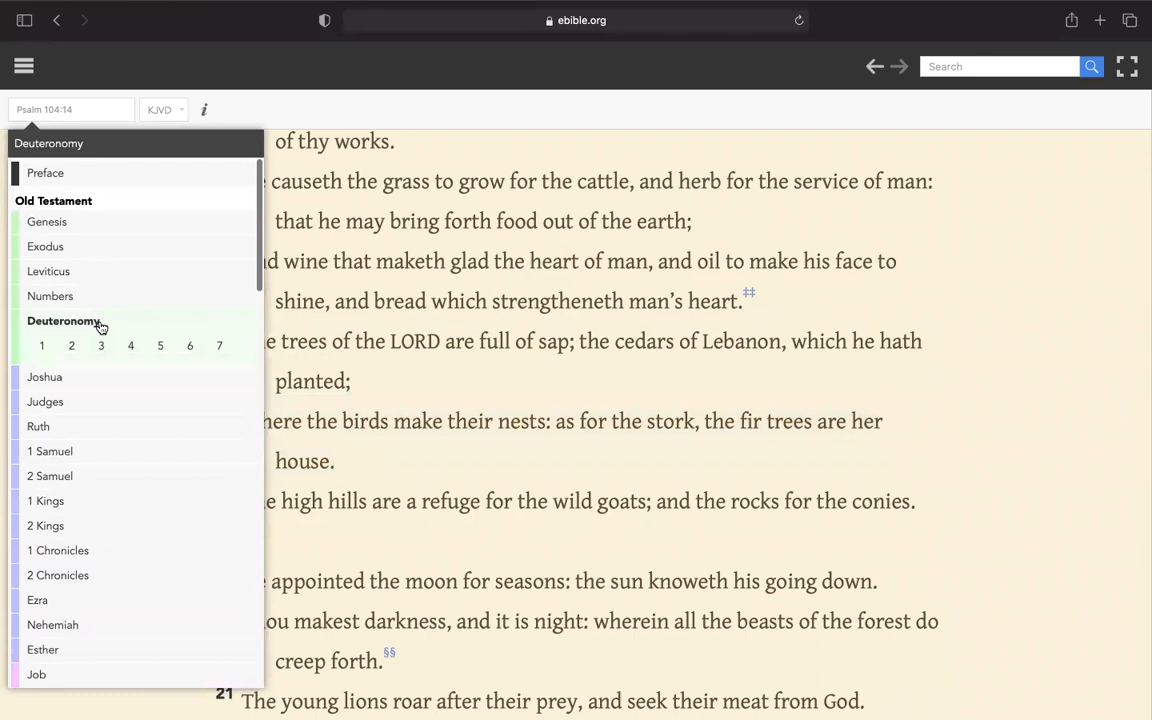 ebible.org
Search
Psalm 104:14
KJVD
i
Deuteronomy
Preface
Old Testament
Genesis
Exodus
Leviticus
Numbers
Deuteronomy
1 2 3 4 5 6 7
Joshua
Judges
Ruth
1 Samuel
2 Samuel
1 Kings
2 Kings
1 Chronicles
2 Chronicles
Ezra
Nehemiah
Esther
Job
of thy works.
causeth the grass to grow for the cattle, and herb for the service of man:
that he may bring forth food out of the earth;
wine that maketh glad the heart of man, and oil to make his face to
shine, and bread which strengtheneth man’s heart.‡‡
trees of the LORD are full of sap; the cedars of Lebanon, which he hath
planted;
the birds make their nests: as for the stork, the fir trees are her
house.
high hills are a refuge for the wild goats; and the rocks for the conies.
appointed the moon for seasons: the sun knoweth his going down.
makest darkness, and it is night: wherein all the beasts of the forest do
creep forth.§§
21 The young lions roar after their prey, and seek their meat from God.